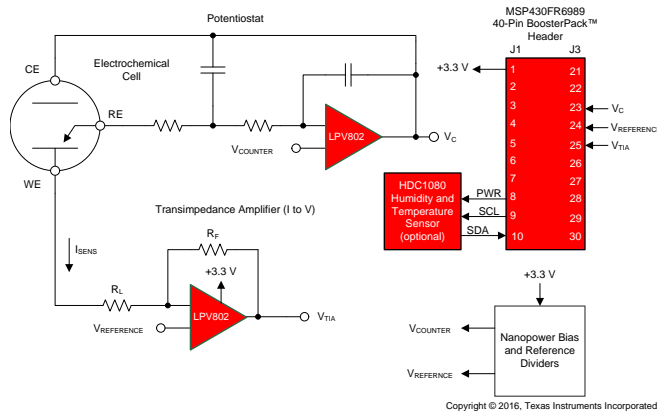 Potentiostat
MSP430FR6989
40-Pin BoosterPack™
Header
J1 J3
CE
Electrochemical
Cell
RE
WE
LPV802
VCOUNTER
VC
+3.3 V
1 21
2 22
3 23
4 24
5 25
6 26
7 27
8 28
9 29
10 30
VC
VREFERENCE
VTIA
HDC1080
Humidity and
Temperature
Sensor
(optional)
PWR
SCL
SDA
Transimpedance Amplifier (I to V)
ISENS
RF
+3.3 V
RL
LPV802
VREFERENCE
VTIA
+3.3 V
VCOUNTER
VREFERNCE
Nanopower Bias
and Reference
Dividers
Copyright © 2016, Texas Instruments Incorporated